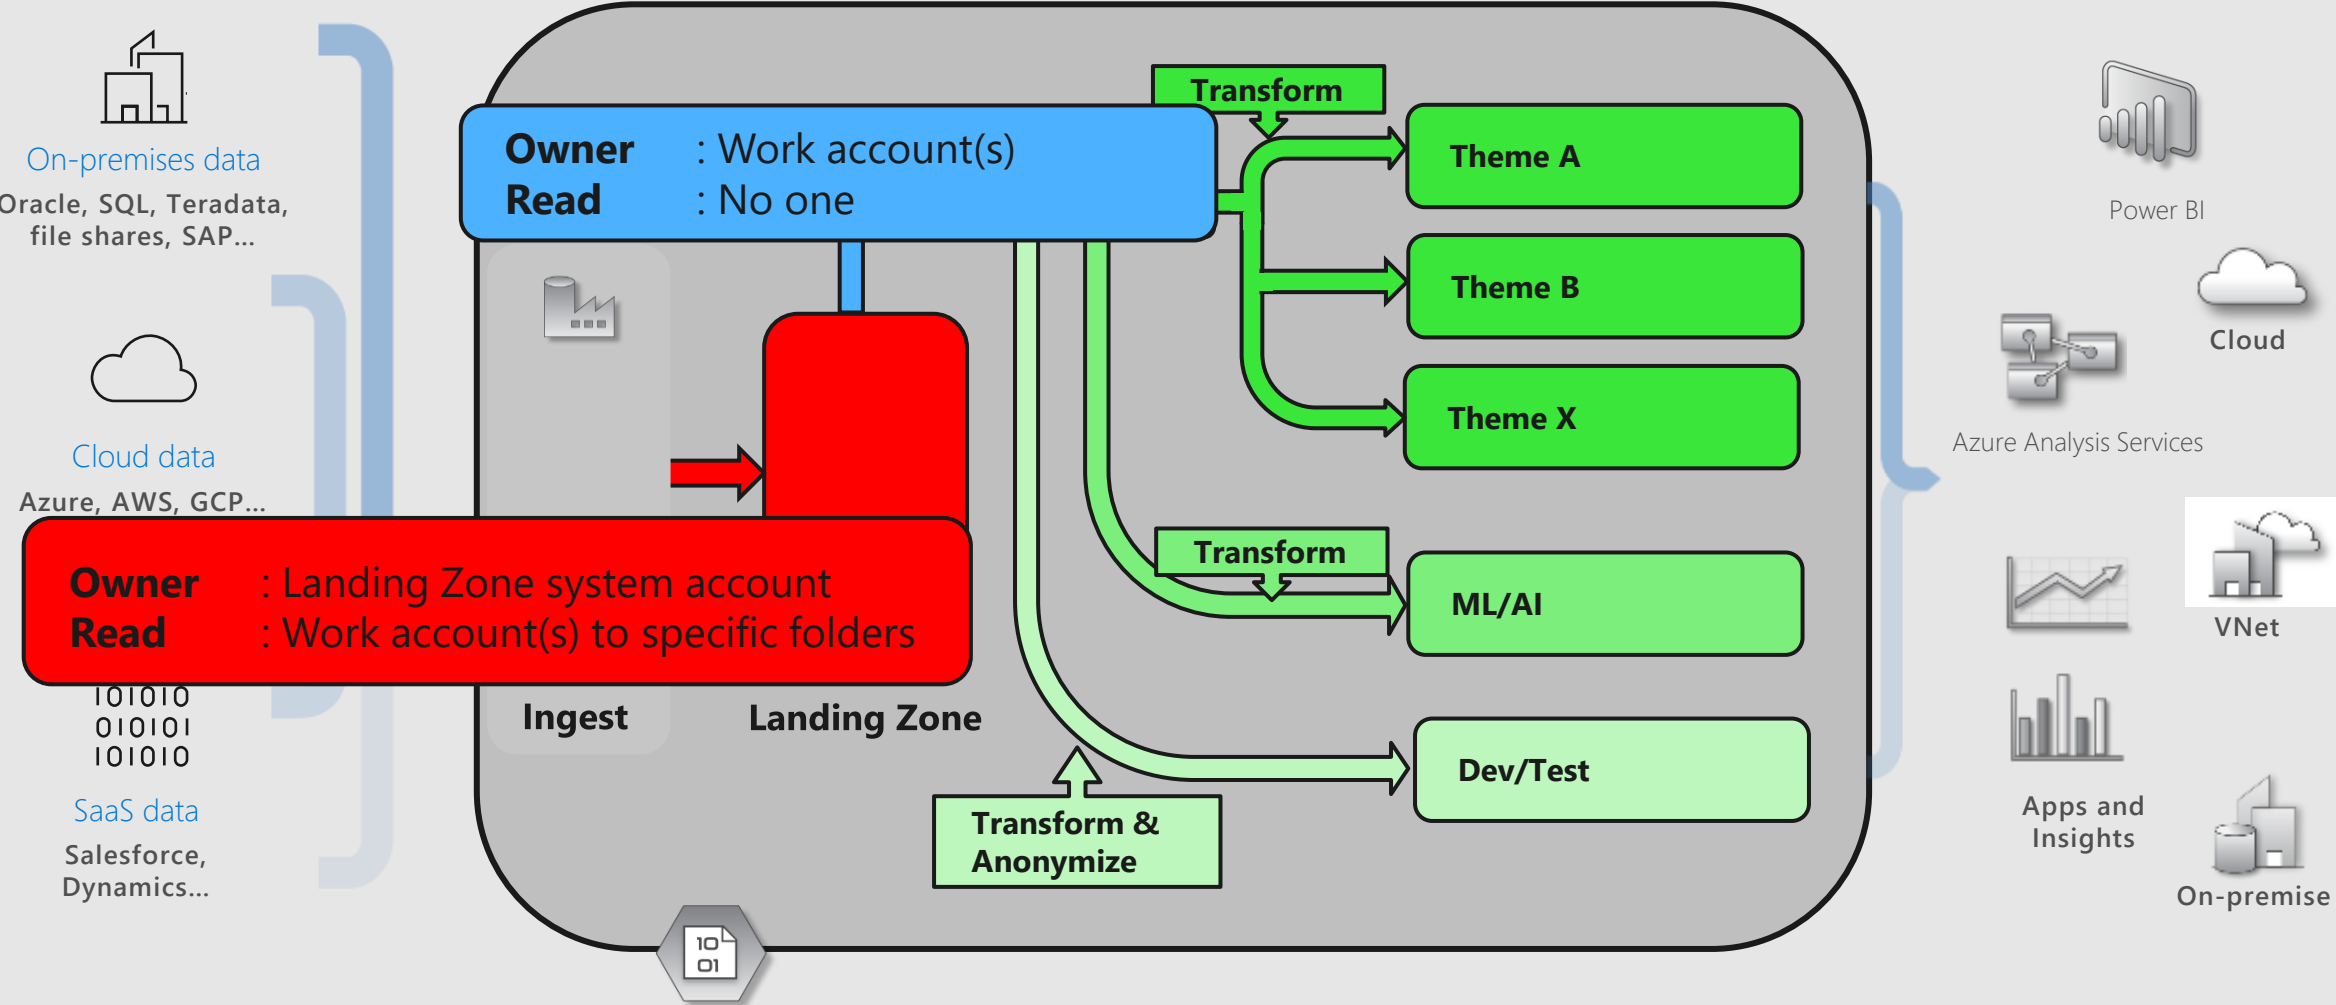 On-premises data
Oracle, SQL, Teradata,
file shares, SAP...
Cloud data
Azure, AWS, GCP...
Owner : Landing Zone system account
Read : Work account(s) to specific folders
101010
010101
101010
SaaS data
Salesforce,
Dynamics...
Owner : Work account(s)
Read : No one
Ingest
Landing Zone
Transform
Theme A
Theme B
Theme X
Transform
ML/AI
Dev/Test
Transform &
Anonymize
10
01
Power BI
Cloud
Azure Analysis Services
VNet
Apps and
Insights
On-premise